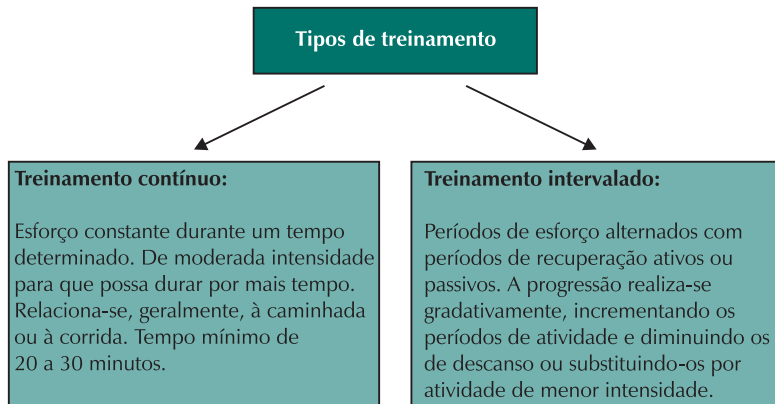 Tipos de treinamento
Treinamento contínuo:
Esforço constante durante um tempo
determinado. De moderada intensidade
para que possa durar por mais tempo.
Relaciona-se, geralmente, à caminhada
ou à corrida. Tempo mínimo de
20 a 30 minutos.
Treinamento intervalado:
Períodos de esforço alternados com
períodos de recuperação ativos ou
passivos. A progressão realiza-se
gradativamente, incrementando os
períodos de atividade e diminuindo os
de descanso ou substituindo-os por
atividade de menor intensidade.